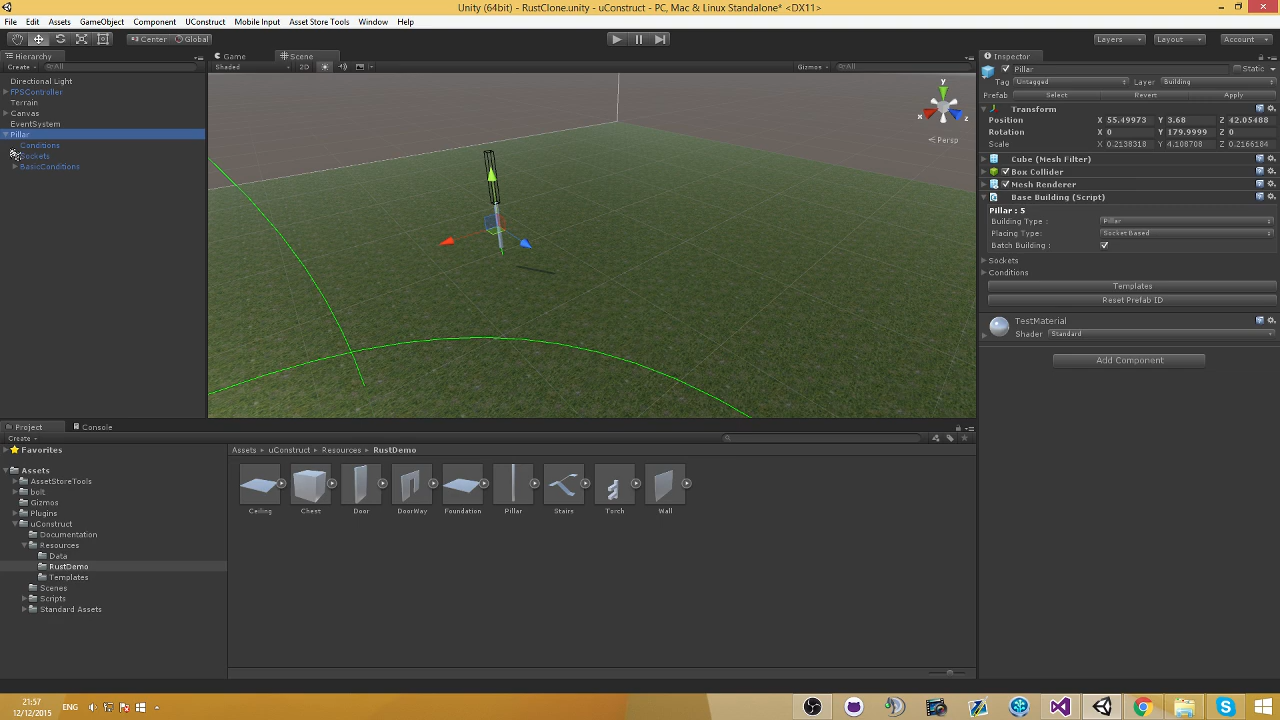 Unity (64bit) - RustClone.unity - uConstruct - PC, Mac & Linux Standalone* <DX11>
File Edit Assets GameObject Component UConstruct Mobile Input Asset Store Tools Window Help
Center Global Layers Layout Account
Hierarchy Game Scene Inspector
Create All Shaded 2D Gizmos All
Directional Light
FPSController
Terrain
Canvas
EventSystem
Pillar
Conditions
Sockets
BasicConditions
y
x
z
Persp
Pillar Static
Tag Untagged Layer Building
Prefab Select Revert Apply
Transform
Position X 55.49973 Y 3.68 Z 42.05488
Rotation X 0 Y 179.9999 Z 0
Scale X 0.2138318 Y 4.108708 Z 0.2166184
Cube (Mesh Filter)
Box Collider
Mesh Renderer
Base Building (Script)
Pillar : 5
Building Type : Pillar
Placing Type: Socket Based
Batch Building :
Sockets
Conditions
Templates
Reset Prefab ID
TestMaterial
Shader Standard
Add Component
Project Console
Create
Favorites
Assets
AssetStoreTools
bolt
Gizmos
Plugins
uConstruct
Documentation
Resources
Data
RustDemo
Templates
Scenes
Scripts
Standard Assets
Assets uConstruct Resources RustDemo
Ceiling Chest Door DoorWay Foundation Pillar Stairs Torch Wall
21:57
12/12/2015
ENG